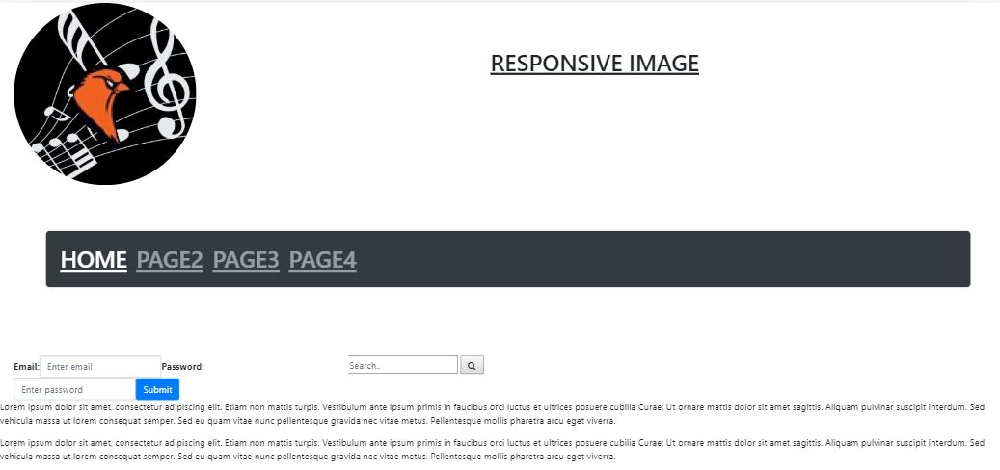 RESPONSIVE IMAGE
HOME PAGE2 PAGE3 PAGE4
Email: Enter email Password: Search..
Enter password Submit
Lorem ipsum dolor sit amet, consectetur adipiscing elit. Etiam non mattis turpis. Vestibulum ante ipsum primis in faucibus orci luctus et ultrices posuere cubilia Curae; Ut ornare mattis dolor sit amet sagittis. Aliquam pulvinar suscipit interdum. Sed
vehicula massa ut lorem consequat semper. Sed eu quam vitae nunc pellentesque gravida nec vitae metus. Pellentesque mollis pharetra arcu eget viverra.
Lorem ipsum dolor sit amet, consectetur adipiscing elit. Etiam non mattis turpis. Vestibulum ante ipsum primis in faucibus orci luctus et ultrices posuere cubilia Curae; Ut ornare mattis dolor sit amet sagittis. Aliquam pulvinar suscipit interdum. Sed
vehicula massa ut lorem consequat semper. Sed eu quam vitae nunc pellentesque gravida nec vitae metus. Pellentesque mollis pharetra arcu eget viverra.